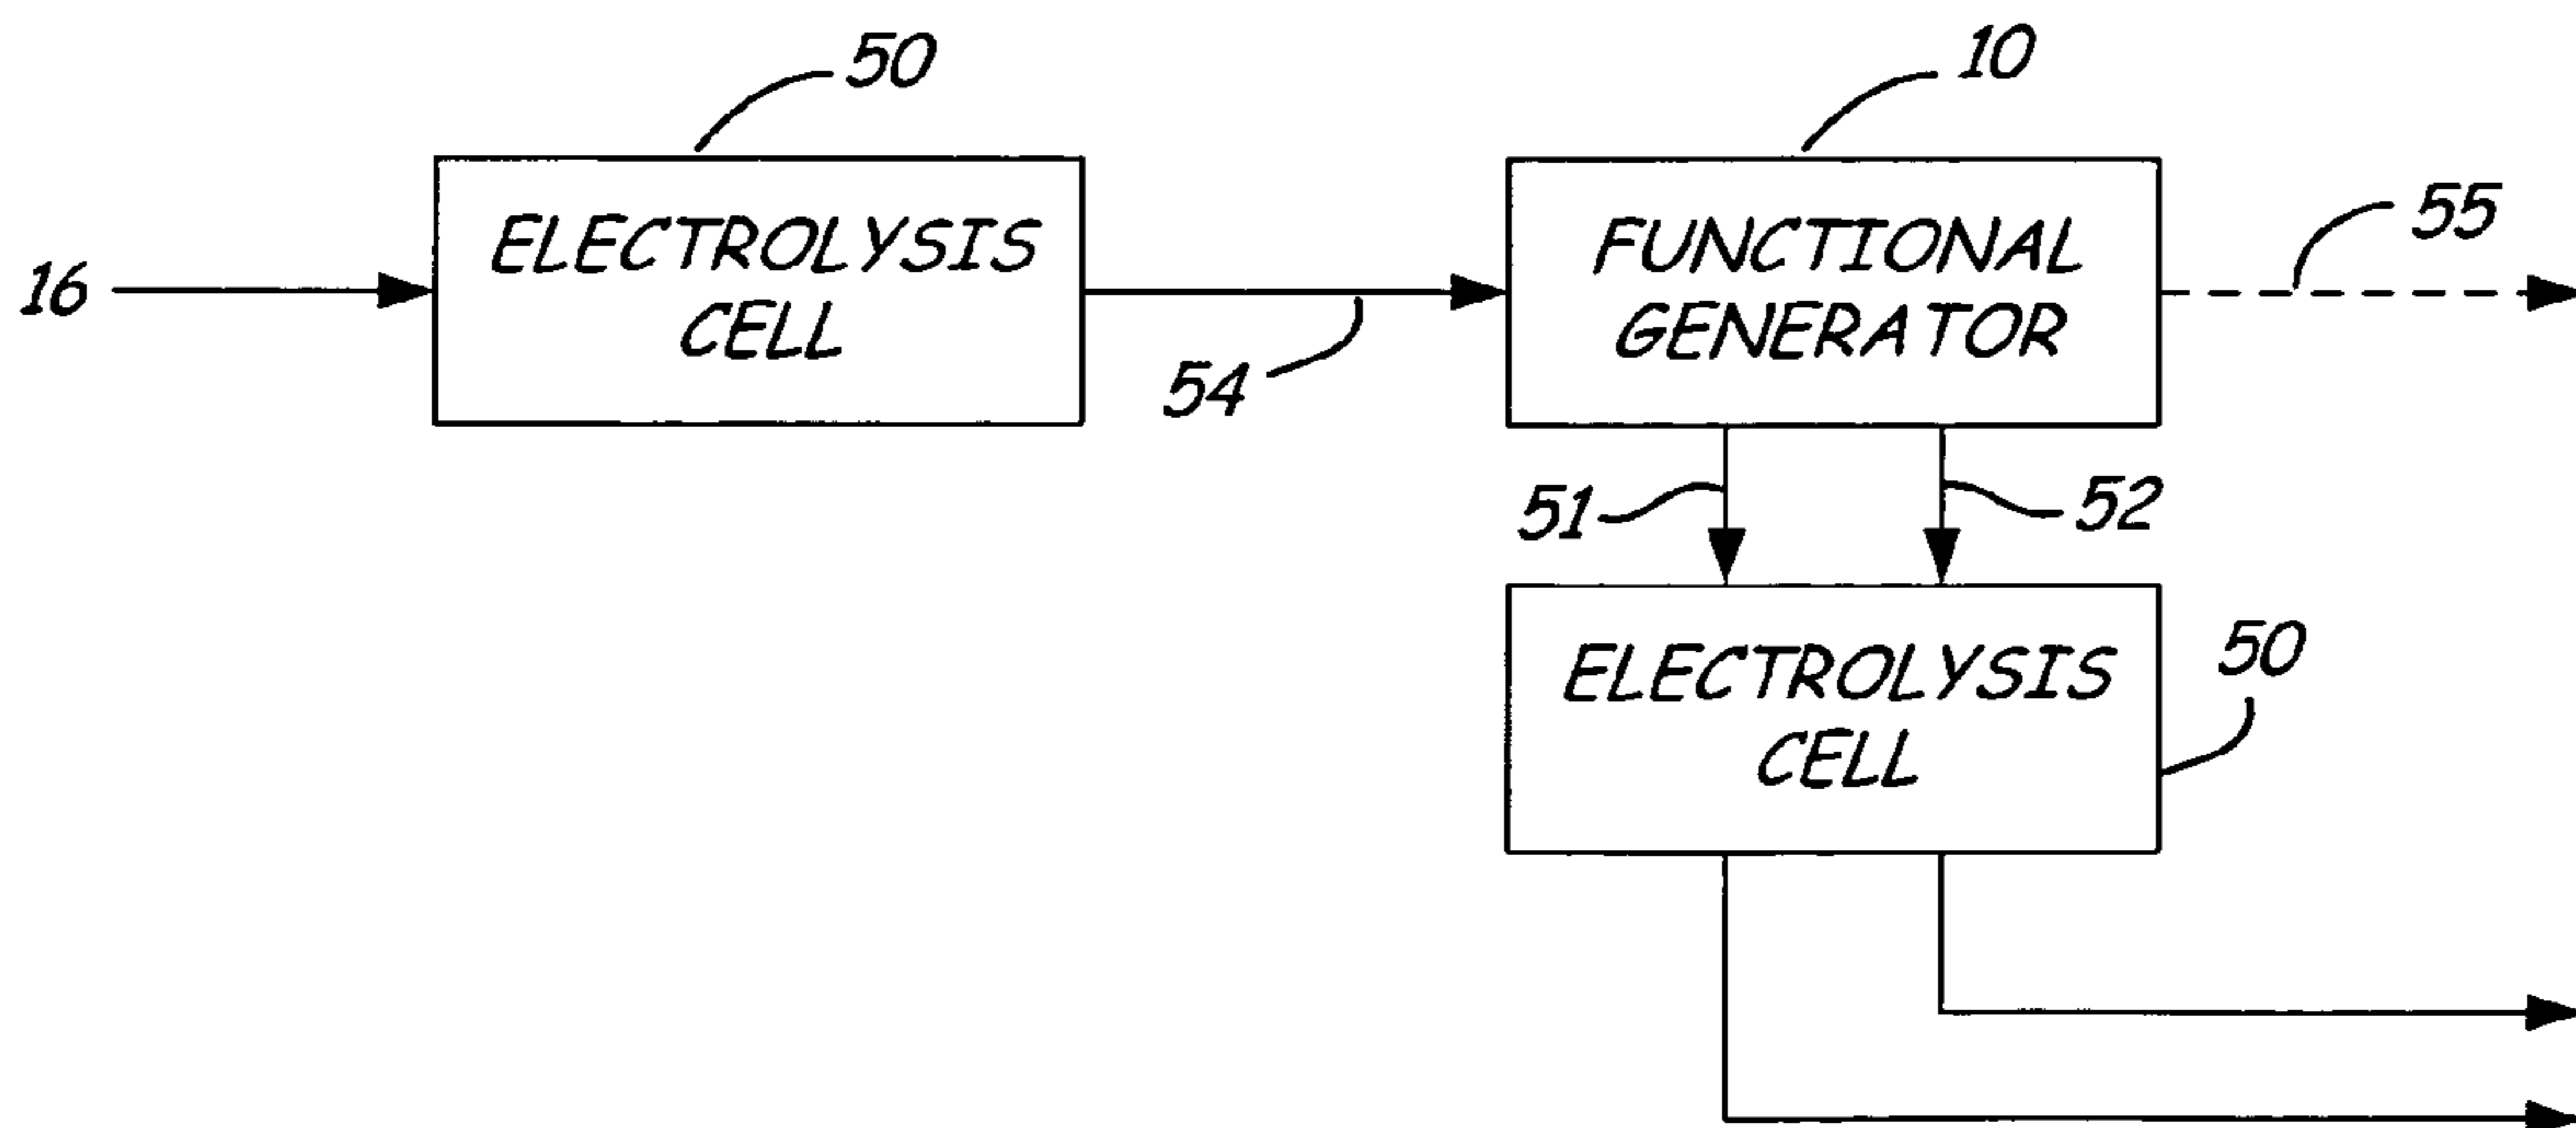 50
10
ELECTROLYSIS
CELL
FUNCTIONAL
GENERATOR
55
16
54
51
52
ELECTROLYSIS
CELL
50